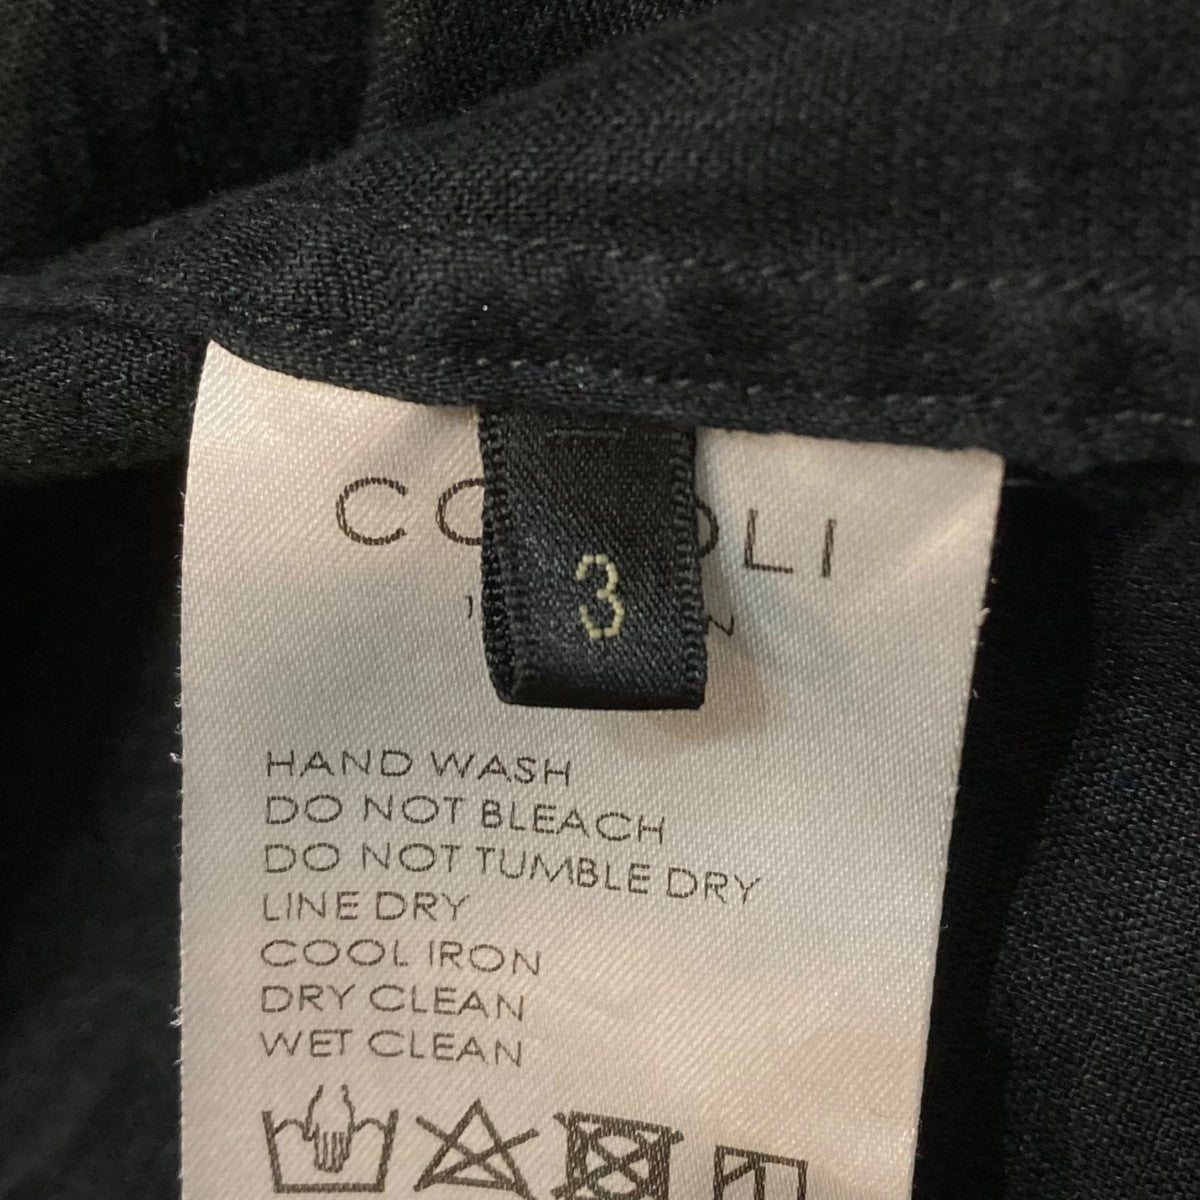 3
HAND WASH
DO NOT BLEACH
DO NOT TUMBLE DRY
LINE DRY
COOL IRON
DRY CLEAN
WET CLEAN